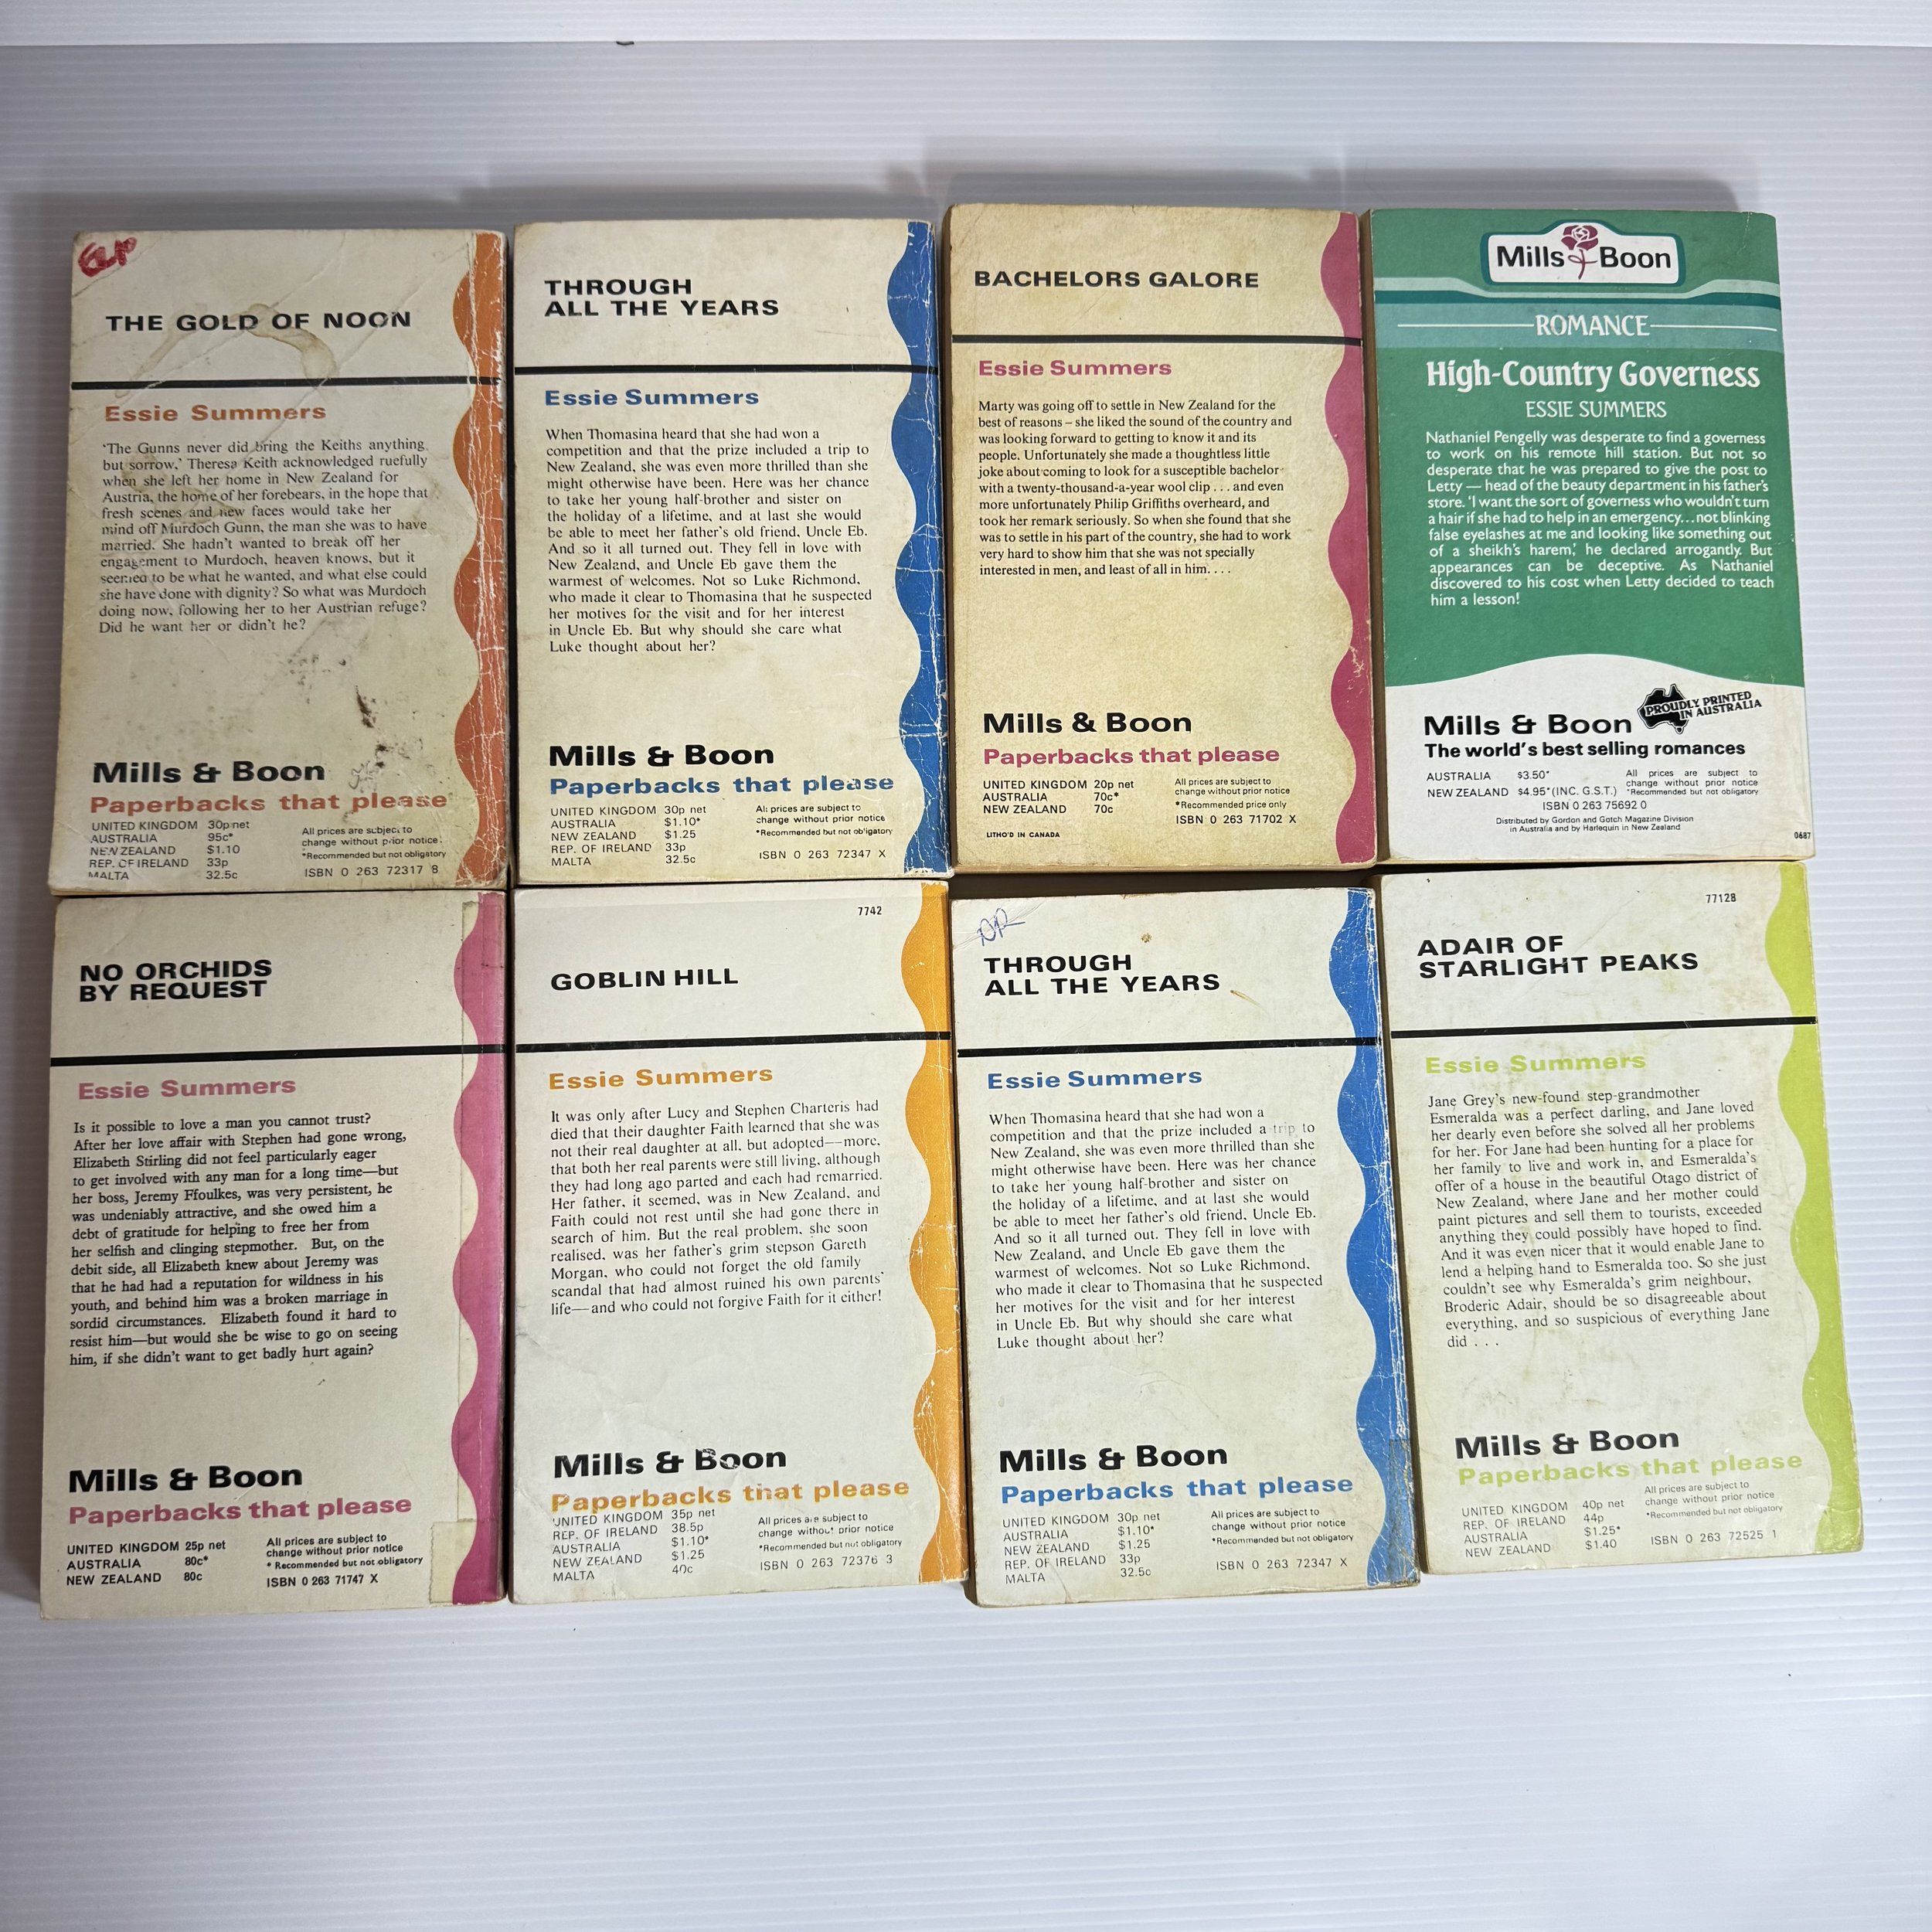 THE GOLD OF NOON
Essie Summers
‘The Gunns never did bring the Keiths anything
but sorrow,’ Theresa Keith acknowledged ruefully
when she left her home in New Zealand for
Austria, the home of her forebears, in the hope that
fresh scenes and new faces would take her
mind off Murdoch Gunn, the man she was to have
married. She hadn't wanted to break off her
engagement to Murdoch, heaven knows, but it
seemed to be what he wanted, and what else could
she have done with dignity? So what was Murdoch
doing now, following her to her Austrian refuge?
Did he want her or didn't he?
Mills & Boon
Paperbacks that please
UNITED KINGDOM 30p net
AUSTRALIA 95c*
NEW ZEALAND $1.10
REP. OF IRELAND 33p
MALTA 32.5c
All prices are subject to
change without prior notice.
*Recommended but not obligatory
ISBN 0 263 72317 8
THROUGH
ALL THE YEARS
Essie Summers
When Thomasina heard that she had won a
competition and that the prize included a trip to
New Zealand, she was even more thrilled than she
might otherwise have been. Here was her chance
to take her young half-brother and sister on
the holiday of a lifetime, and at last she would
be able to meet her father's old friend, Uncle Eb.
And so it all turned out. They fell in love with
New Zealand, and Uncle Eb gave them the
warmest of welcomes. Not so Luke Richmond,
who made it clear to Thomasina that he suspected
her motives for the visit and for her interest
in Uncle Eb. But why should she care what
Luke thought about her?
Mills & Boon
Paperbacks that please
UNITED KINGDOM 30p net
AUSTRALIA $1.10*
NEW ZEALAND $1.25
REP. OF IRELAND 33p
MALTA 32.5c
All prices are subject to
change without prior notice
*Recommended but not obligatory
ISBN 0 263 72347 X
BACHELORS GALORE
Essie Summers
Marty was going off to settle in New Zealand for the
best of reasons – she liked the sound of the country and
was looking forward to getting to know it and its
people. Unfortunately she made a thoughtless little
joke about coming to look for a susceptible bachelor
with a twenty-thousand-a-year wool clip . . . and even
more unfortunately Philip Griffiths overheard, and
took her remark seriously. So when she found that she
was to settle in his part of the country, she had to work
very hard to show him that she was not specially
interested in men, and least of all in him. . . .
Mills & Boon
Paperbacks that please
UNITED KINGDOM 20p net
AUSTRALIA 70c*
NEW ZEALAND 70c
LITHO'D IN CANADA
All prices are subject to
change without prior notice
*Recommended price only
ISBN 0 263 71702 X
Mills & Boon
ROMANCE
High-Country Governess
ESSIE SUMMERS
Nathaniel Pengelly was desperate to find a governess
to work on his remote hill station. But not so
desperate that he was prepared to give the post to
Letty — head of the beauty department in his father's
store. 'I want the sort of governess who wouldn't turn
a hair if she had to help in an emergency...not blinking
false eyelashes at me and looking like something out
of a sheikh's harem,' he declared arrogantly. But
appearances can be deceptive. As Nathaniel
discovered to his cost when Letty decided to teach
him a lesson!
PROUDLY PRINTED
IN AUSTRALIA
Mills & Boon
The world's best selling romances
AUSTRALIA $3.50*
NEW ZEALAND $4.95*(INC. G.S.T.)
All prices are subject to
change without prior notice
*Recommended but not obligatory
ISBN 0 263 75692 0
Distributed by Gordon and Gotch Magazine Division
in Australia and by Harlequin in New Zealand
0687
NO ORCHIDS
BY REQUEST
Essie Summers
Is it possible to love a man you cannot trust?
After her love affair with Stephen had gone wrong,
Elizabeth Stirling did not feel particularly eager
to get involved with any man for a long time—but
her boss, Jeremy Ffoulkes, was very persistent, he
was undeniably attractive, and she owed him a
debt of gratitude for helping to free her from
her selfish and clinging stepmother. But, on the
debit side, all Elizabeth knew about Jeremy was
that he had had a reputation for wildness in his
youth, and behind him was a broken marriage in
sordid circumstances. Elizabeth found it hard to
resist him—but would she be wise to go on seeing
him, if she didn't want to get badly hurt again?
Mills & Boon
Paperbacks that please
UNITED KINGDOM 25p net
AUSTRALIA 80c*
NEW ZEALAND 80c
All prices are subject to
change without prior notice
* Recommended but not obligatory
ISBN 0 263 71747 X
7742
GOBLIN HILL
Essie Summers
It was only after Lucy and Stephen Charteris had
died that their daughter Faith learned that she was
not their real daughter at all, but adopted—more,
that both her real parents were still living, although
they had long ago parted and each had remarried.
Her father, it seemed, was in New Zealand, and
Faith could not rest until she had gone there in
search of him. But the real problem, she soon
realised, was her father's grim stepson Gareth
Morgan, who could not forget the old family
scandal that had almost ruined his own parents'
life—and who could not forgive Faith for it either!
Mills & Boon
Paperbacks that please
UNITED KINGDOM 35p net
REP. OF IRELAND 38.5p
AUSTRALIA $1.10*
NEW ZEALAND $1.25
MALTA 40c
All prices are subject to
change without prior notice
*Recommended but not obligatory
ISBN 0 263 72376 3
THROUGH
ALL THE YEARS
Essie Summers
When Thomasina heard that she had won a
competition and that the prize included a trip to
New Zealand, she was even more thrilled than she
might otherwise have been. Here was her chance
to take her young half-brother and sister on
the holiday of a lifetime, and at last she would
be able to meet her father's old friend, Uncle Eb.
And so it all turned out. They fell in love with
New Zealand, and Uncle Eb gave them the
warmest of welcomes. Not so Luke Richmond,
who made it clear to Thomasina that he suspected
her motives for the visit and for her interest
in Uncle Eb. But why should she care what
Luke thought about her?
Mills & Boon
Paperbacks that please
UNITED KINGDOM 30p net
AUSTRALIA $1.10*
NEW ZEALAND $1.25
REP. OF IRELAND 33p
MALTA 32.5c
All prices are subject to
change without prior notice
*Recommended but not obligatory
ISBN 0 263 72347 X
77128
ADAIR OF
STARLIGHT PEAKS
Essie Summers
Jane Grey's new-found step-grandmother
Esmeralda was a perfect darling, and Jane loved
her dearly even before she solved all her problems
for her. For Jane had been hunting for a place for
her family to live and work in, and Esmeralda's
offer of a house in the beautiful Otago district of
New Zealand, where Jane and her mother could
paint pictures and sell them to tourists, exceeded
anything they could possibly have hoped to find.
And it was even nicer that it would enable Jane to
lend a helping hand to Esmeralda too. So she just
couldn't see why Esmeralda's grim neighbour,
Broderic Adair, should be so disagreeable about
everything, and so suspicious of everything Jane
did . . .
Mills & Boon
Paperbacks that please
UNITED KINGDOM 40p net
REP. OF IRELAND 44p
AUSTRALIA $1.25*
NEW ZEALAND $1.40
All prices are subject to
change without prior notice
*Recommended but not obligatory
ISBN 0 263 72525 1